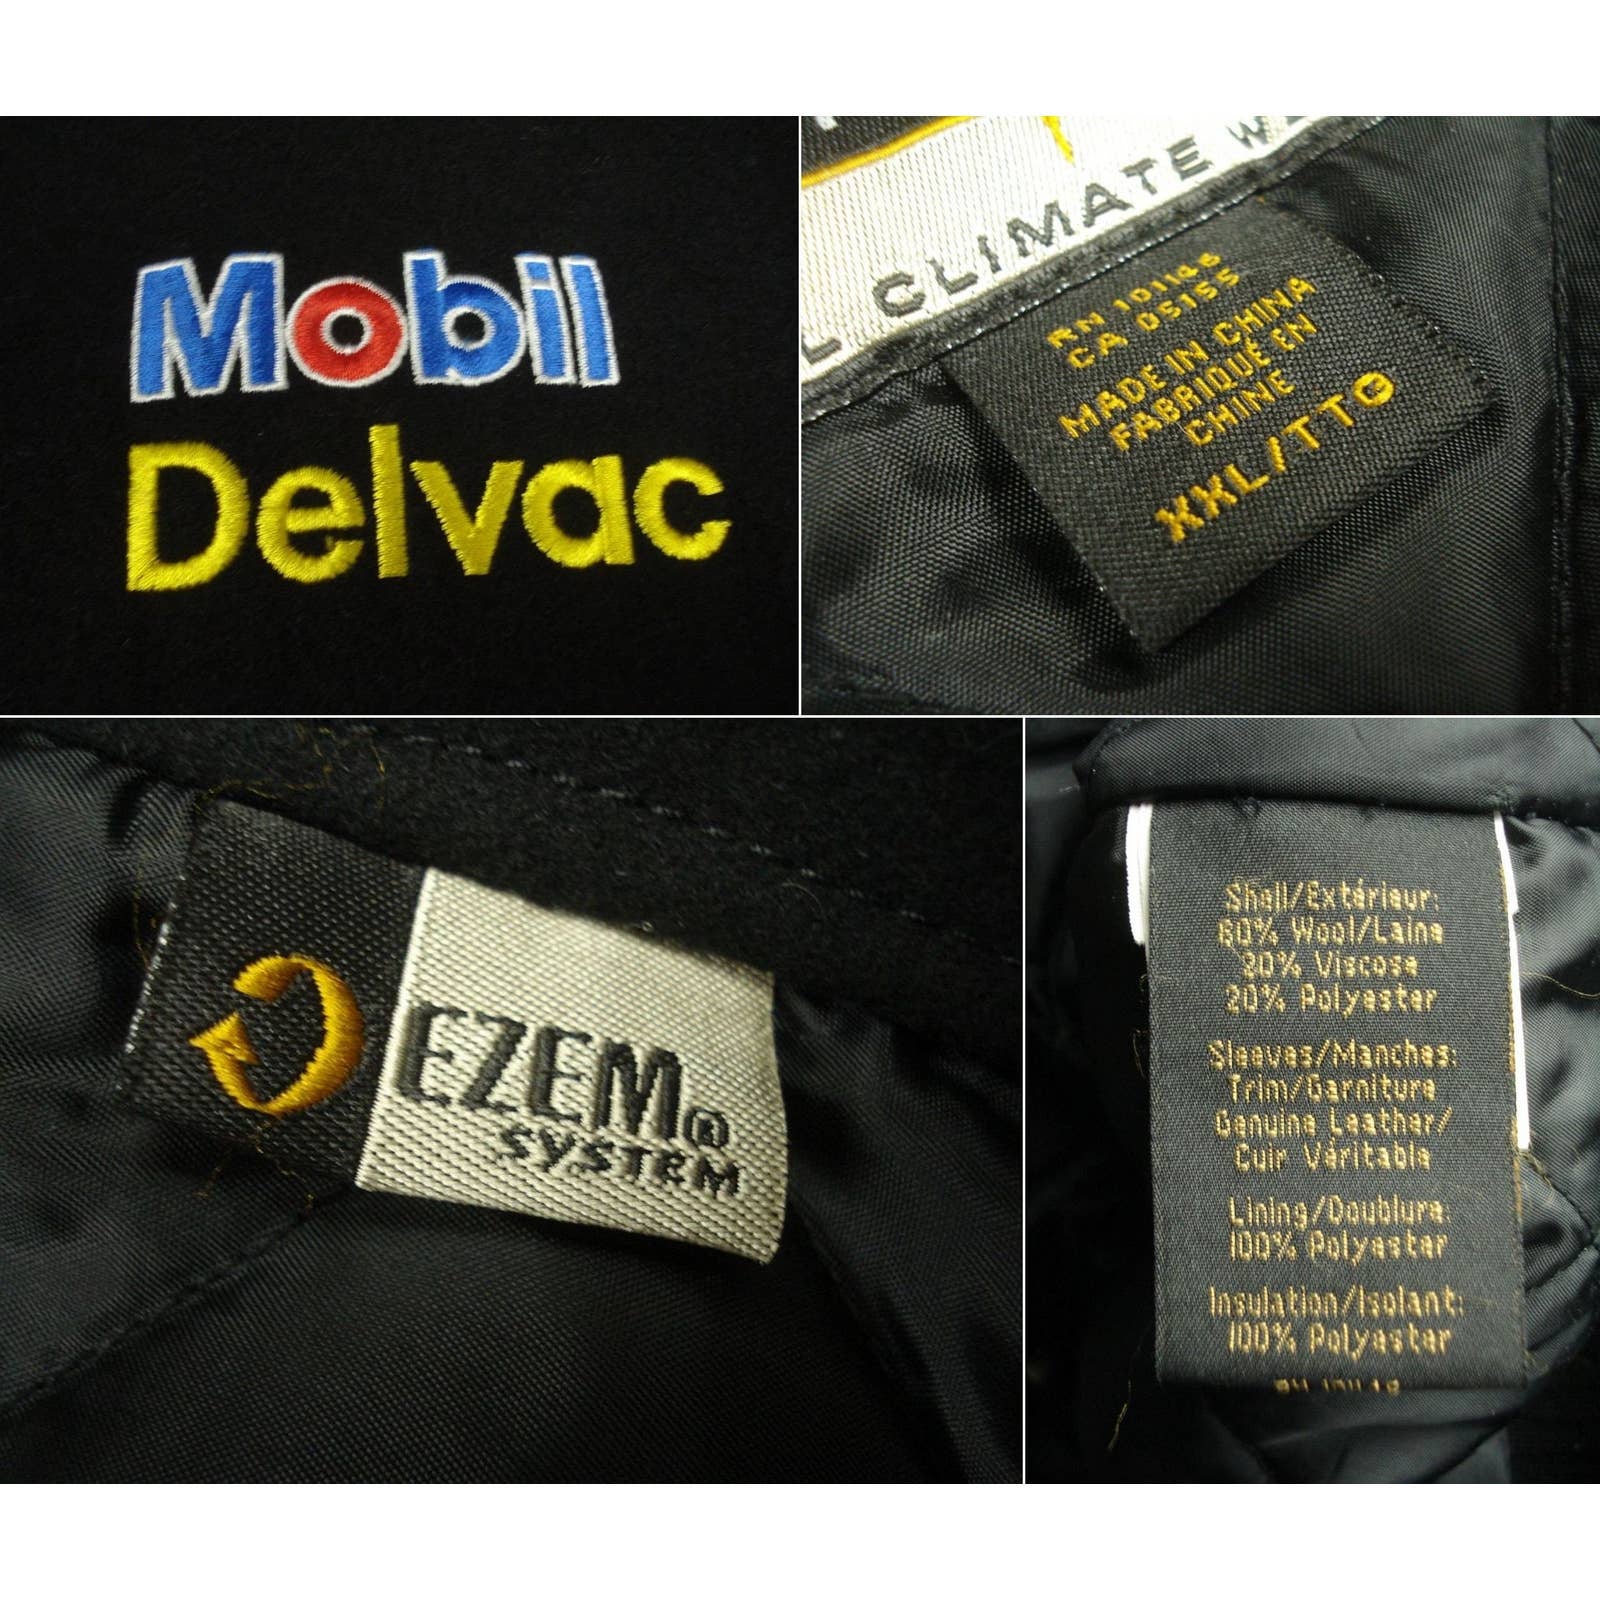 Mobil
Delvac
L CLIMATE
RN 101146
CA 05155
MADE IN CHINA
FABRIQUÉ EN
CHINE
XXL/TTG
EZEM®
SYSTEM
Shell/Extérieur:
60% Wool/Laine
20% Viscose
20% Polyester
Sleeves/Manches:
Trim/Garniture
Genuine Leather/
Cuir Véritable
Lining/Doublure:
100% Polyester
Insulation/Isolant:
100% Polyester